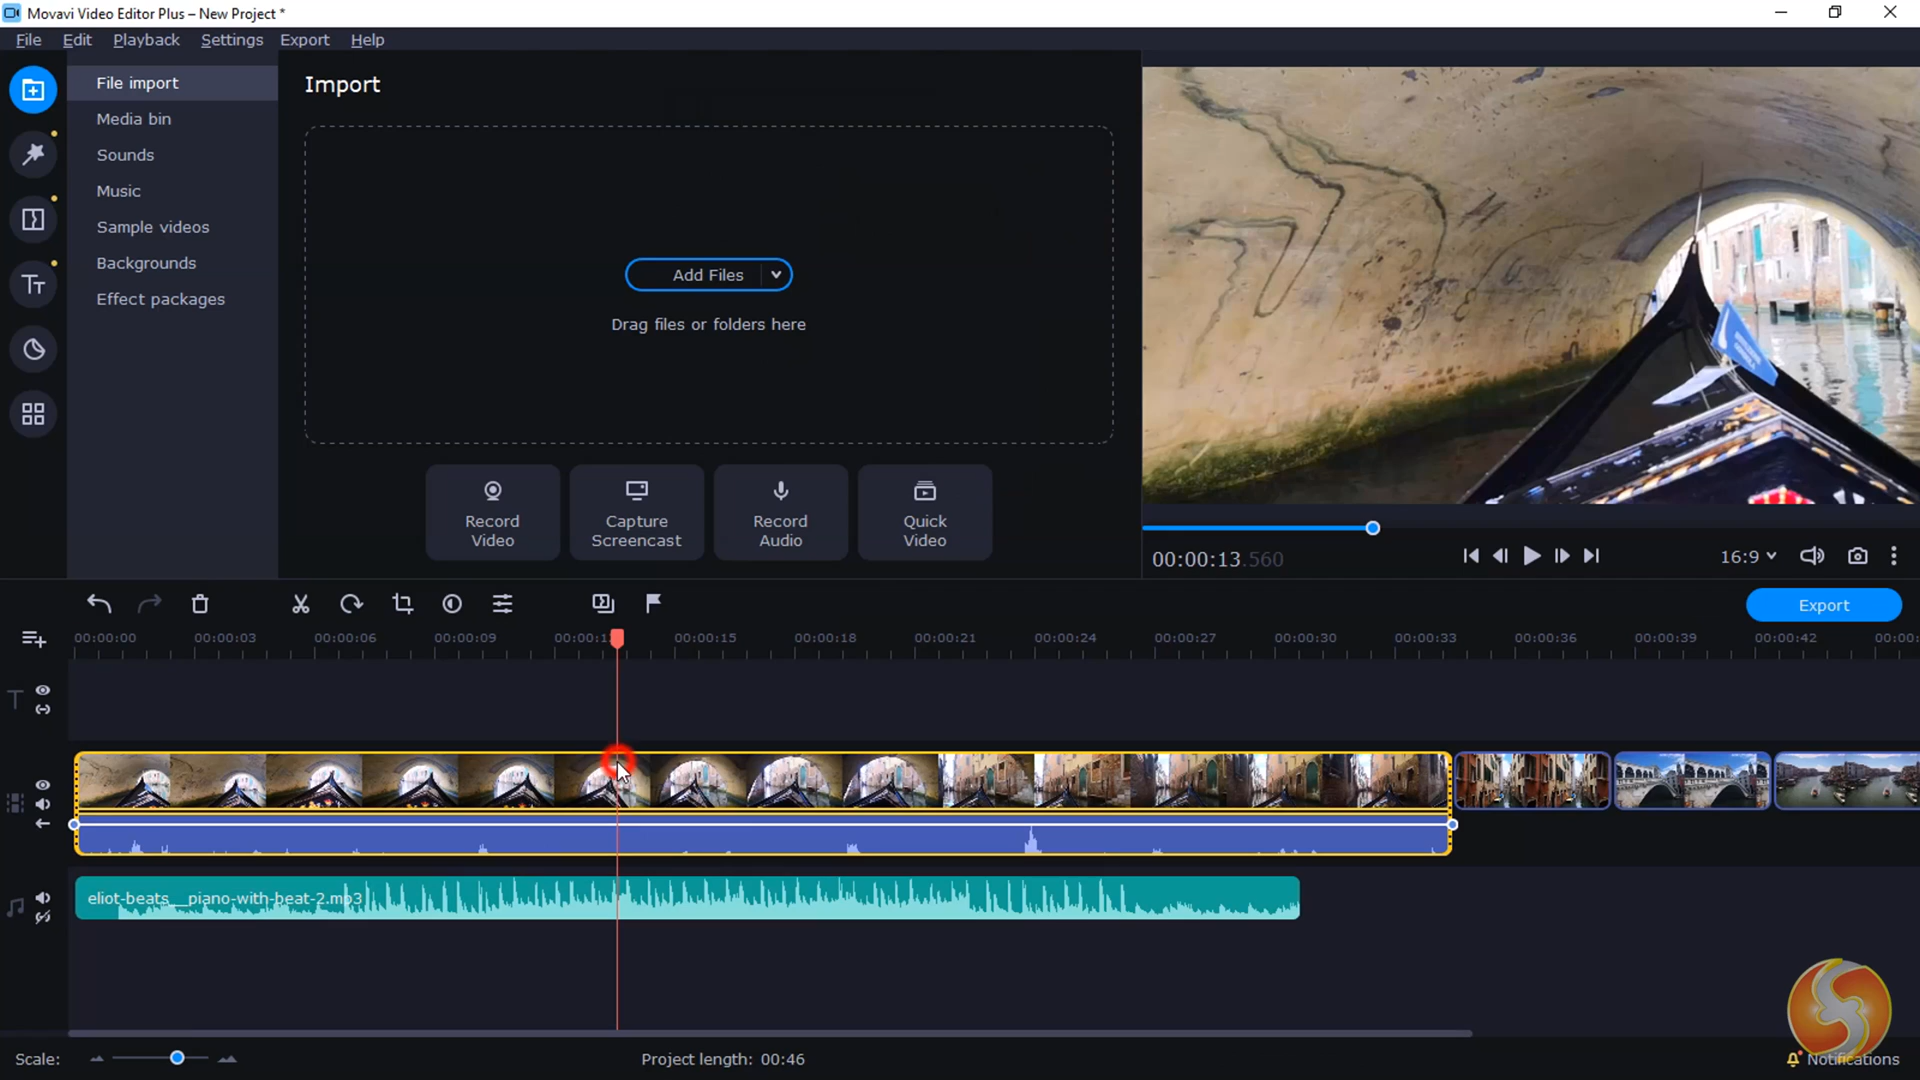 Movavi Video Editor Plus – New Project *
File Edit Playback Settings Export Help
File import
Media bin
Sounds
Music
Sample videos
Backgrounds
Effect packages
Import
Add Files
Drag files or folders here
Record
Video
Capture
Screencast
Record
Audio
Quick
Video
00:00:13.560
16:9
Export
00:00:00 00:00:03 00:00:06 00:00:09 00:00:15 00:00:18 00:00:21 00:00:24 00:00:27 00:00:30 00:00:33 00:00:36 00:00:39 00:00:42
eliot-beats__piano-with-beat-2.mp3
Scale:
Project length: 00:46
Notifications